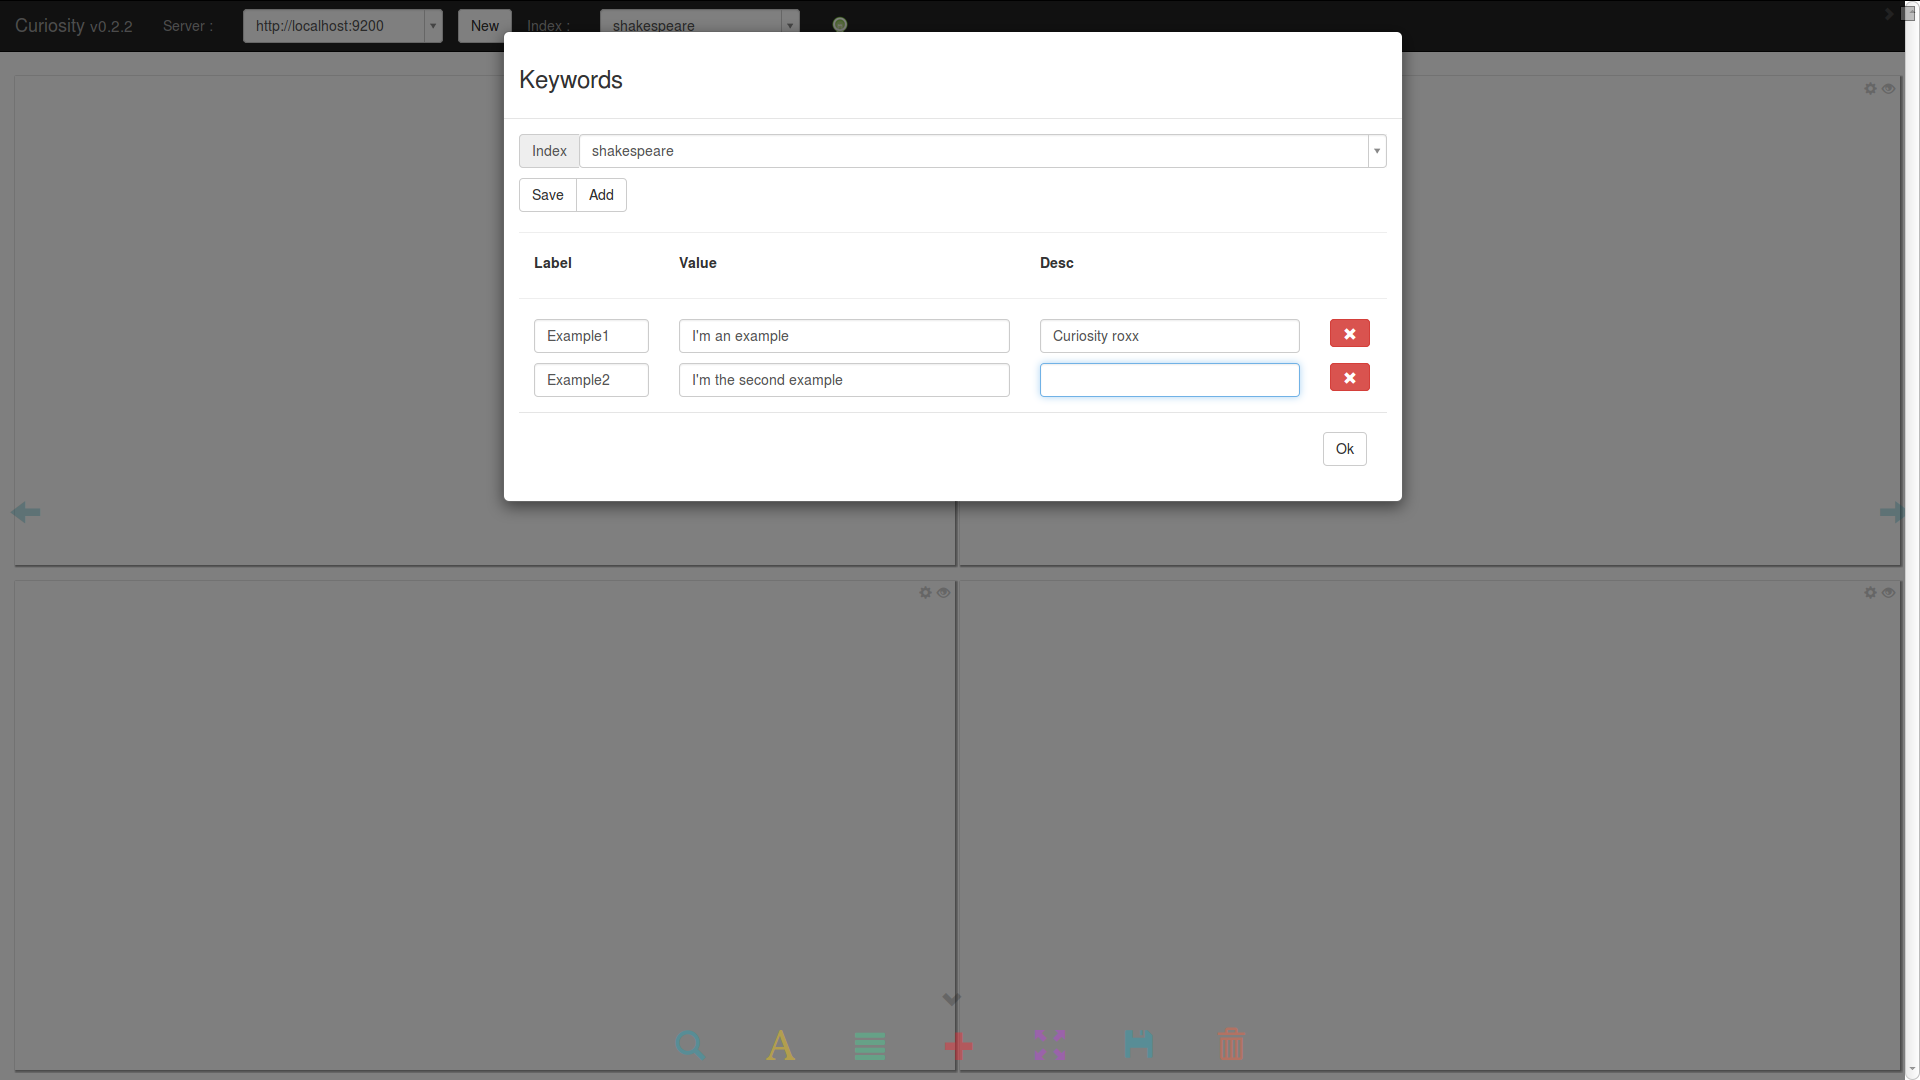 Curiosity v0.2.2 Server : http://localhost:9200 New Index : shakespeare
Keywords
Index shakespeare
Save Add
Label Value Desc
Example1 I'm an example Curiosity roxx
Example2 I'm the second example
Ok
A